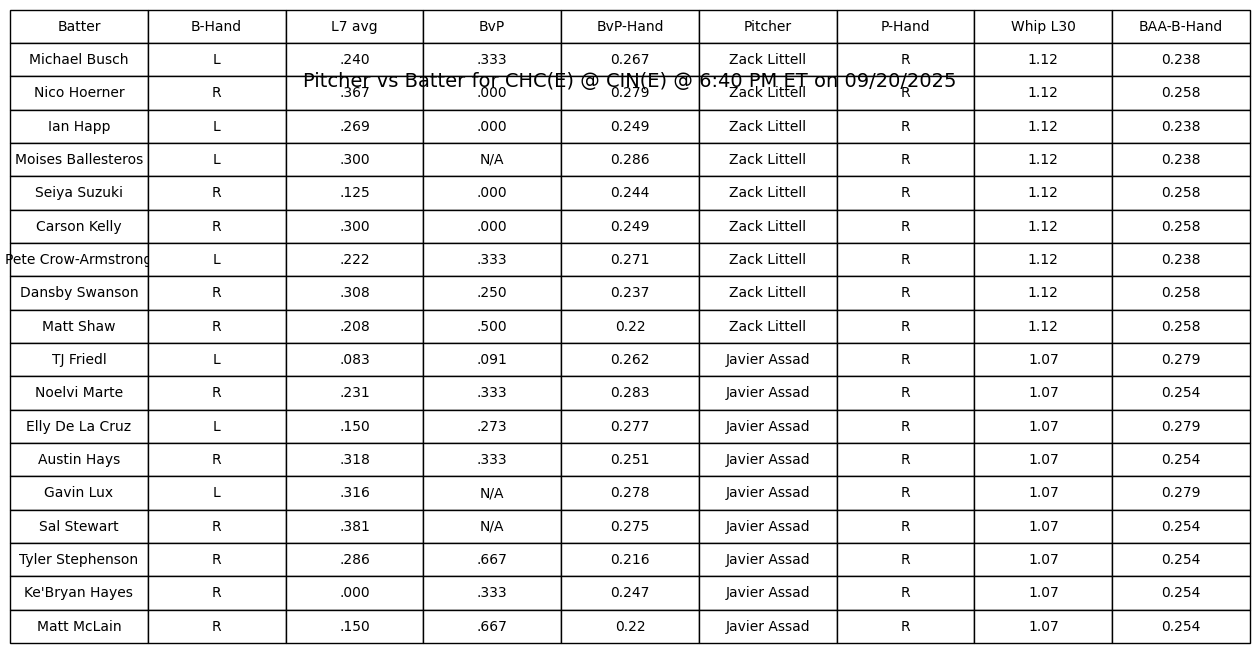 Batter B-Hand L7 avg BvP BvP-Hand Pitcher P-Hand Whip L30 BAA-B-Hand
Michael Busch L .240 .333 0.267 Zack Littell R 1.12 0.238
Pitcher vs Batter for CHC(E) @ CIN(E) @ 6:40 PM ET on 09/20/2025
Nico Hoerner R .367 .000 0.279 Zack Littell R 1.12 0.258
Ian Happ L .269 .000 0.249 Zack Littell R 1.12 0.238
Moises Ballesteros L .300 N/A 0.286 Zack Littell R 1.12 0.238
Seiya Suzuki R .125 .000 0.244 Zack Littell R 1.12 0.258
Carson Kelly R .300 .000 0.249 Zack Littell R 1.12 0.258
Pete Crow-Armstrong L .222 .333 0.271 Zack Littell R 1.12 0.238
Dansby Swanson R .308 .250 0.237 Zack Littell R 1.12 0.258
Matt Shaw R .208 .500 0.22 Zack Littell R 1.12 0.258
TJ Friedl L .083 .091 0.262 Javier Assad R 1.07 0.279
Noelvi Marte R .231 .333 0.283 Javier Assad R 1.07 0.254
Elly De La Cruz L .150 .273 0.277 Javier Assad R 1.07 0.279
Austin Hays R .318 .333 0.251 Javier Assad R 1.07 0.254
Gavin Lux L .316 N/A 0.278 Javier Assad R 1.07 0.279
Sal Stewart R .381 N/A 0.275 Javier Assad R 1.07 0.254
Tyler Stephenson R .286 .667 0.216 Javier Assad R 1.07 0.254
Ke'Bryan Hayes R .000 .333 0.247 Javier Assad R 1.07 0.254
Matt McLain R .150 .667 0.22 Javier Assad R 1.07 0.254